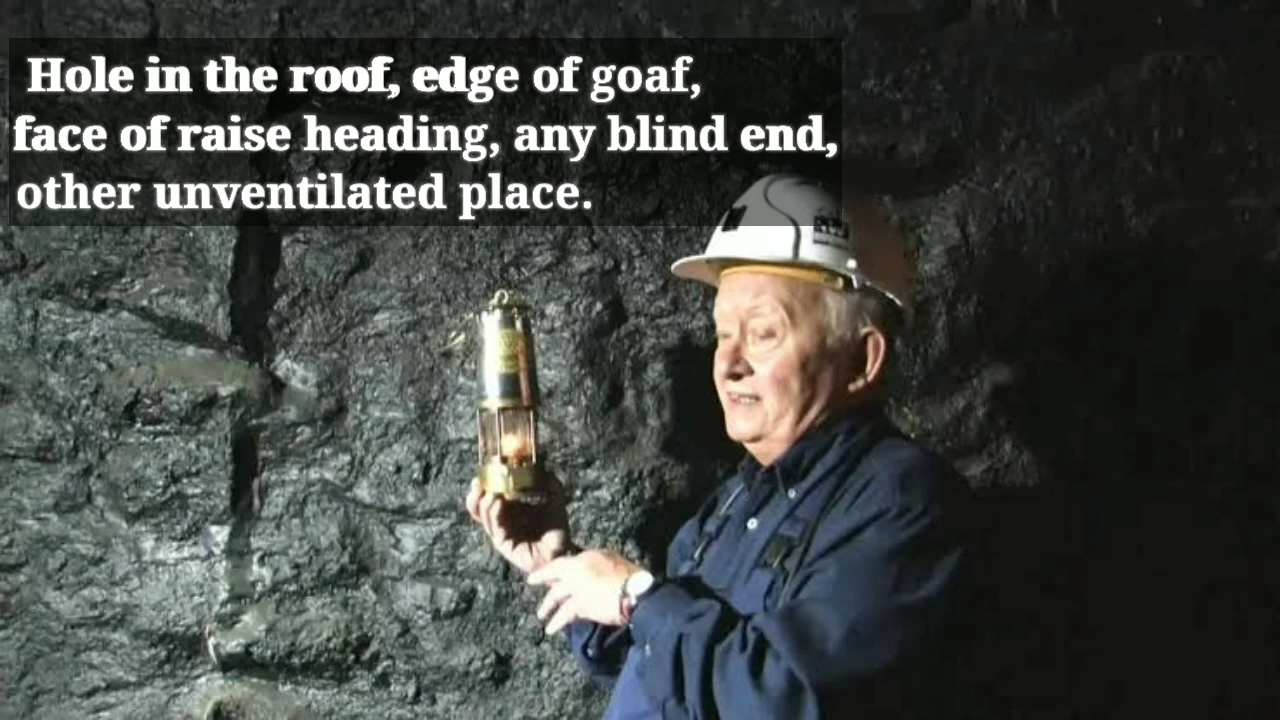 Hole in the roof, edge of goaf,
face of raise heading, any blind end,
other unventilated place.